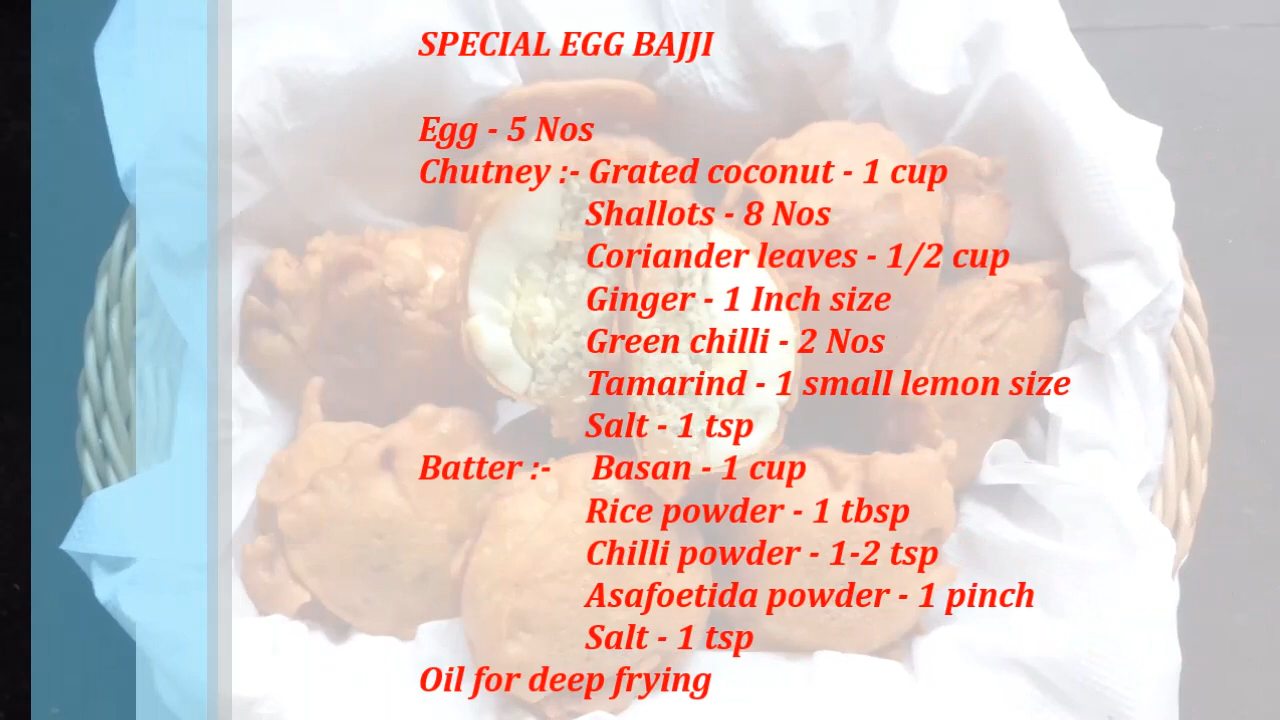 SPECIAL EGG BAJJI
Egg - 5 Nos
Chutney :- Grated coconut - 1 cup
Shallots - 8 Nos
Coriander leaves - 1/2 cup
Ginger - 1 Inch size
Green chilli - 2 Nos
Tamarind - 1 small lemon size
Salt - 1 tsp
Batter :- Basan - 1 cup
Rice powder - 1 tbsp
Chilli powder - 1-2 tsp
Asafoetida powder - 1 pinch
Salt - 1 tsp
Oil for deep frying